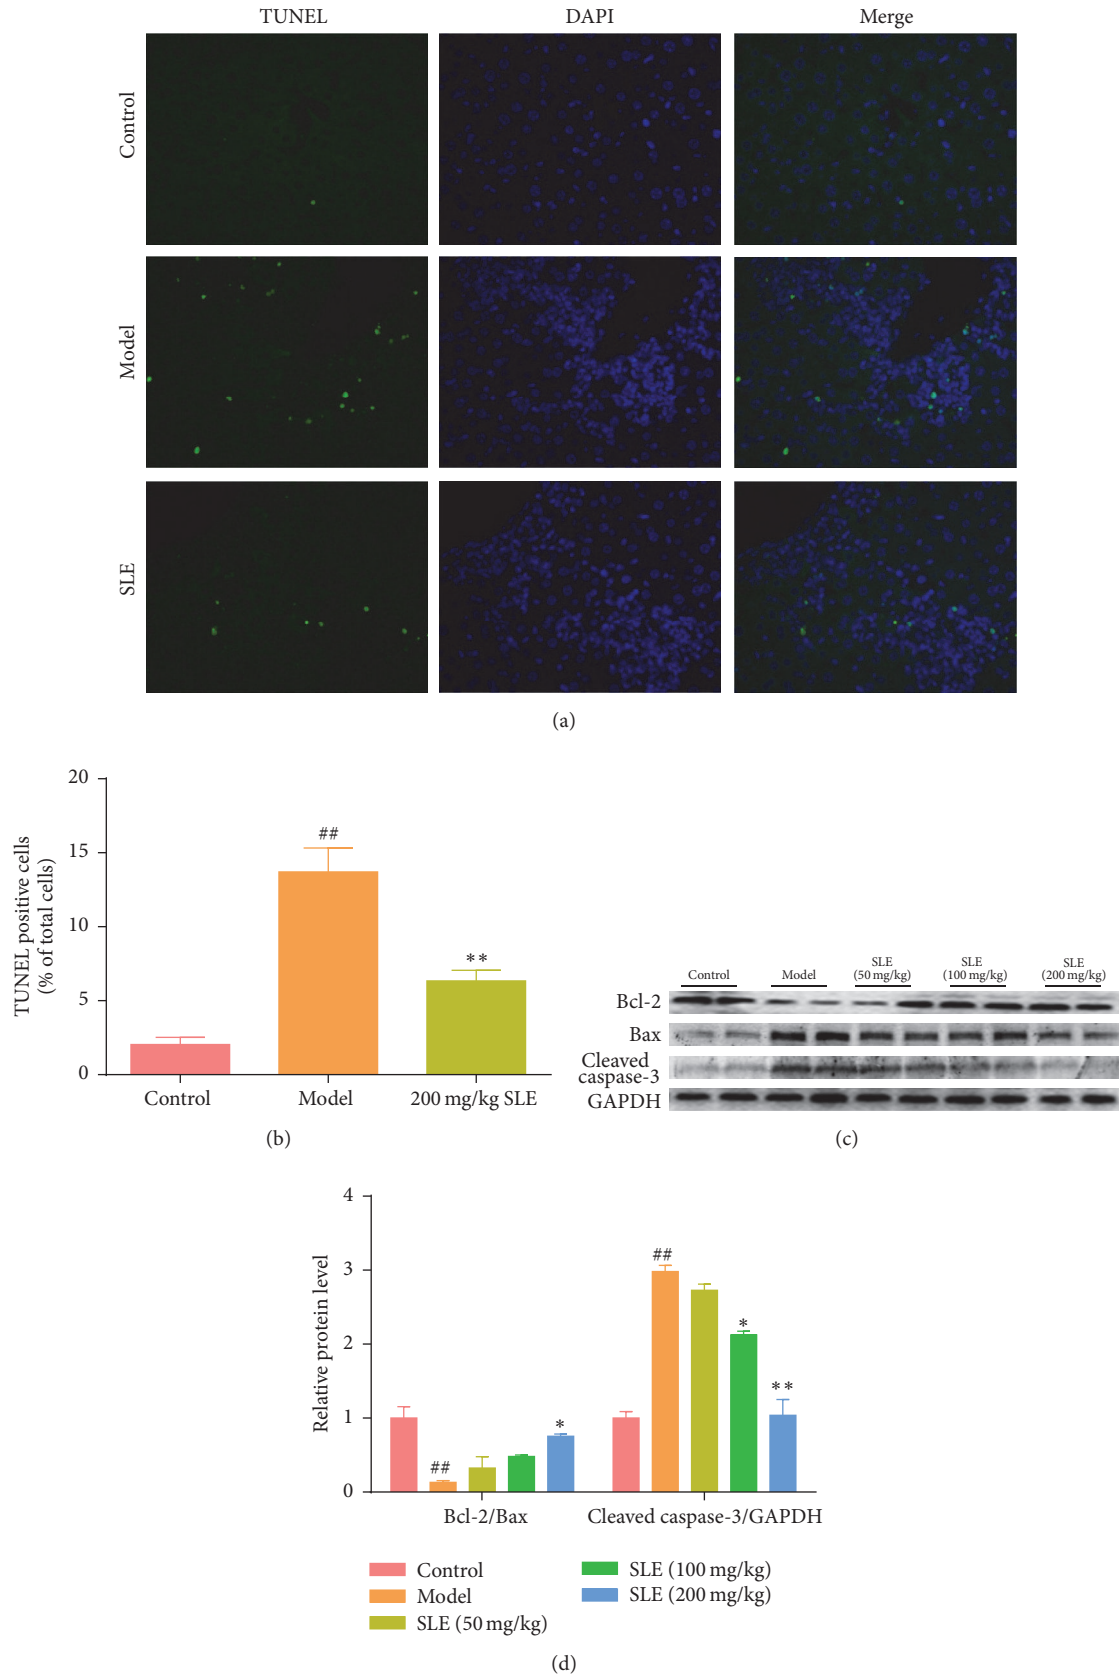 TUNEL DAPI Merge
Control
Model
SLE
(a)
20
15
10
5
0
TUNEL positive cells
(% of total cells)
##
**
Control Model 200 mg/kg SLE
(b)
Control Model SLE (50 mg/kg) SLE (100 mg/kg) SLE (200 mg/kg)
Bcl-2
Bax
Cleaved
caspase-3
GAPDH
(c)
4
3
2
1
0
Relative protein level
##
*
##
*
**
Bcl-2/Bax Cleaved caspase-3/GAPDH
Control
Model
SLE (50 mg/kg)
SLE (100 mg/kg)
SLE (200 mg/kg)
(d)